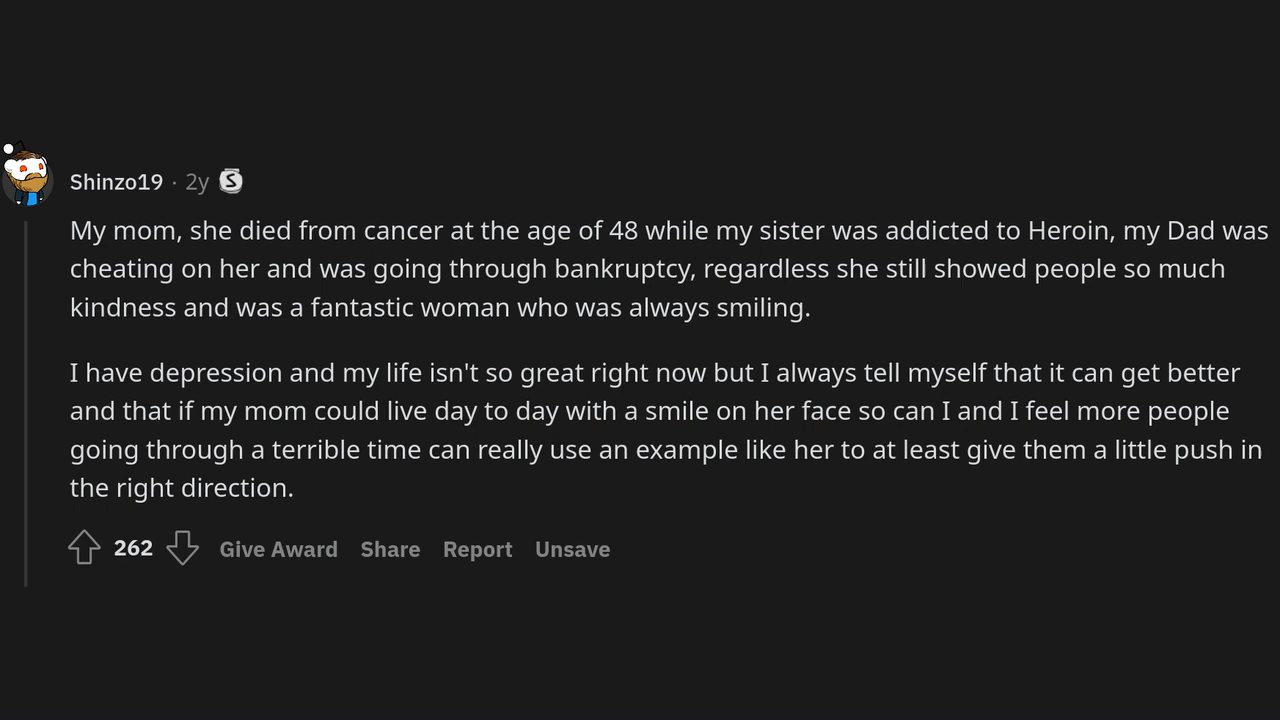 Shinzo19 · 2y S
My mom, she died from cancer at the age of 48 while my sister was addicted to Heroin, my Dad was
cheating on her and was going through bankruptcy, regardless she still showed people so much
kindness and was a fantastic woman who was always smiling.
I have depression and my life isn't so great right now but I always tell myself that it can get better
and that if my mom could live day to day with a smile on her face so can I and I feel more people
going through a terrible time can really use an example like her to at least give them a little push in
the right direction.
262 Give Award Share Report Unsave